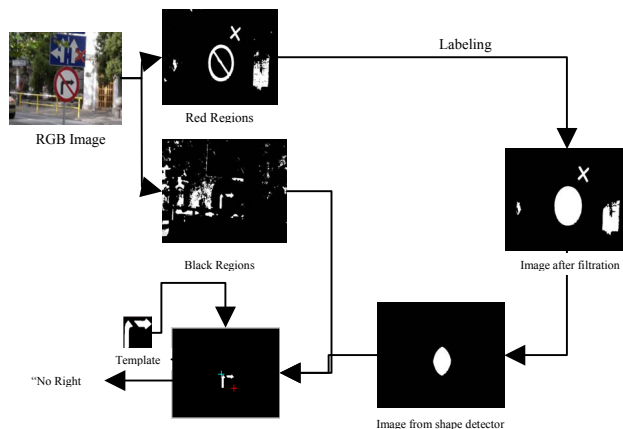 Labeling
Red Regions
RGB Image
Black Regions
Image after filtration
Template
“No Right
Image from shape detector